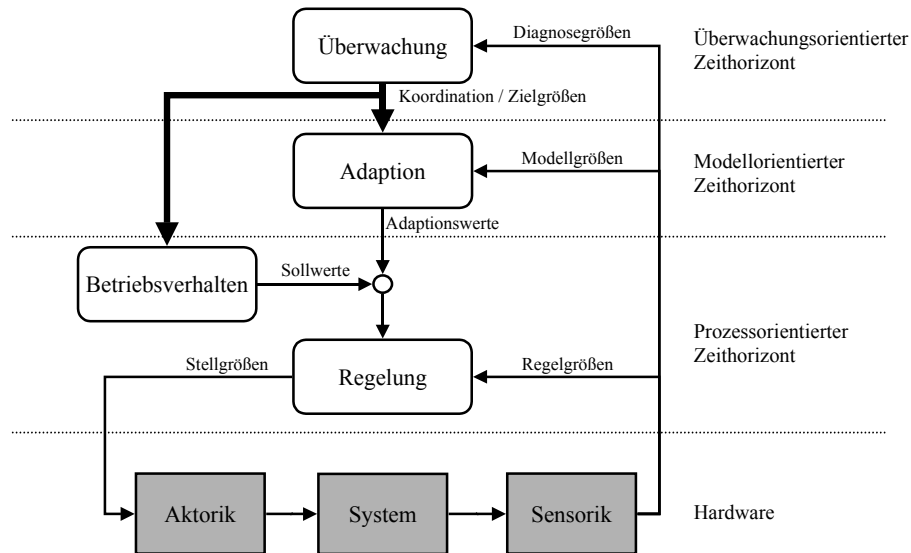 Überwachung
Diagnosegrößen
Überwachungsorientierter
Zeithorizont
Koordination / Zielgrößen
Adaption
Modellgrößen
Modellorientierter
Zeithorizont
Adaptionswerte
Betriebsverhalten
Sollwerte
Prozessorientierter
Zeithorizont
Stellgrößen
Regelung
Regelgrößen
Aktorik
System
Sensorik
Hardware